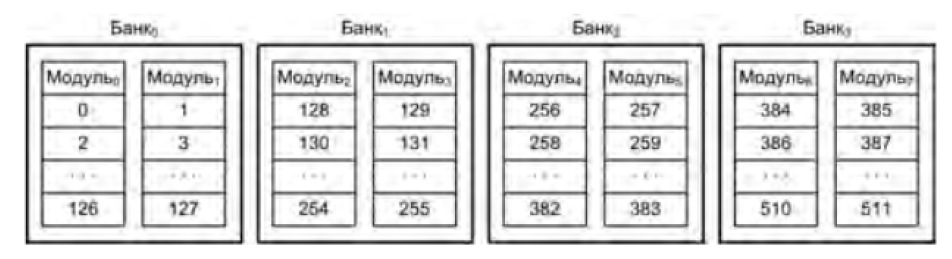 Банк₀ Банк₁ Банк₂ Банк₃
Модуль₀ Модуль₁ Модуль₂ Модуль₃ Модуль₄ Модуль₅ Модуль₆ Модуль₇
0 1 128 129 256 257 384 385
2 3 130 131 258 259 386 387
... ... ... ... ... ... ... ...
126 127 254 255 382 383 510 511